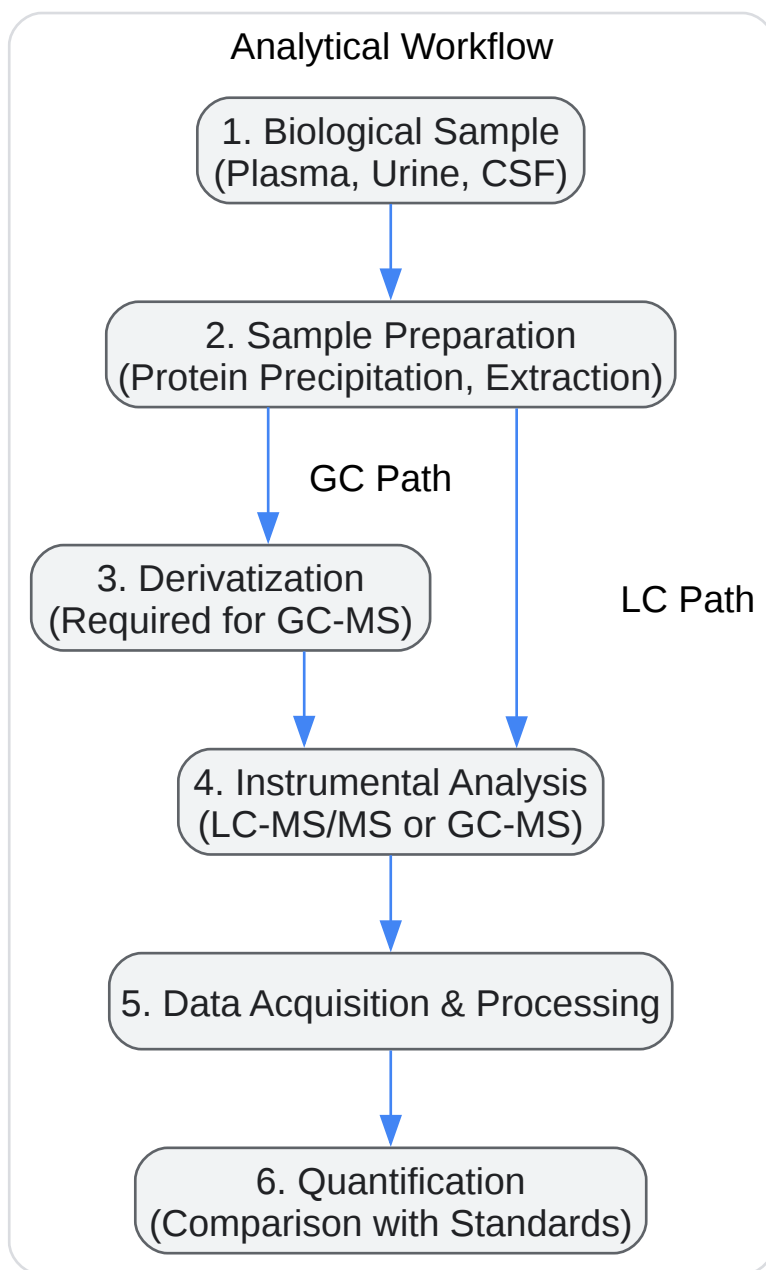 Analytical Workflow
1. Biological Sample
(Plasma, Urine, CSF)
2. Sample Preparation
(Protein Precipitation, Extraction)
GC Path
3. Derivatization
(Required for GC-MS)
LC Path
4. Instrumental Analysis
(LC-MS/MS or GC-MS)
5. Data Acquisition & Processing
6. Quantification
(Comparison with Standards)